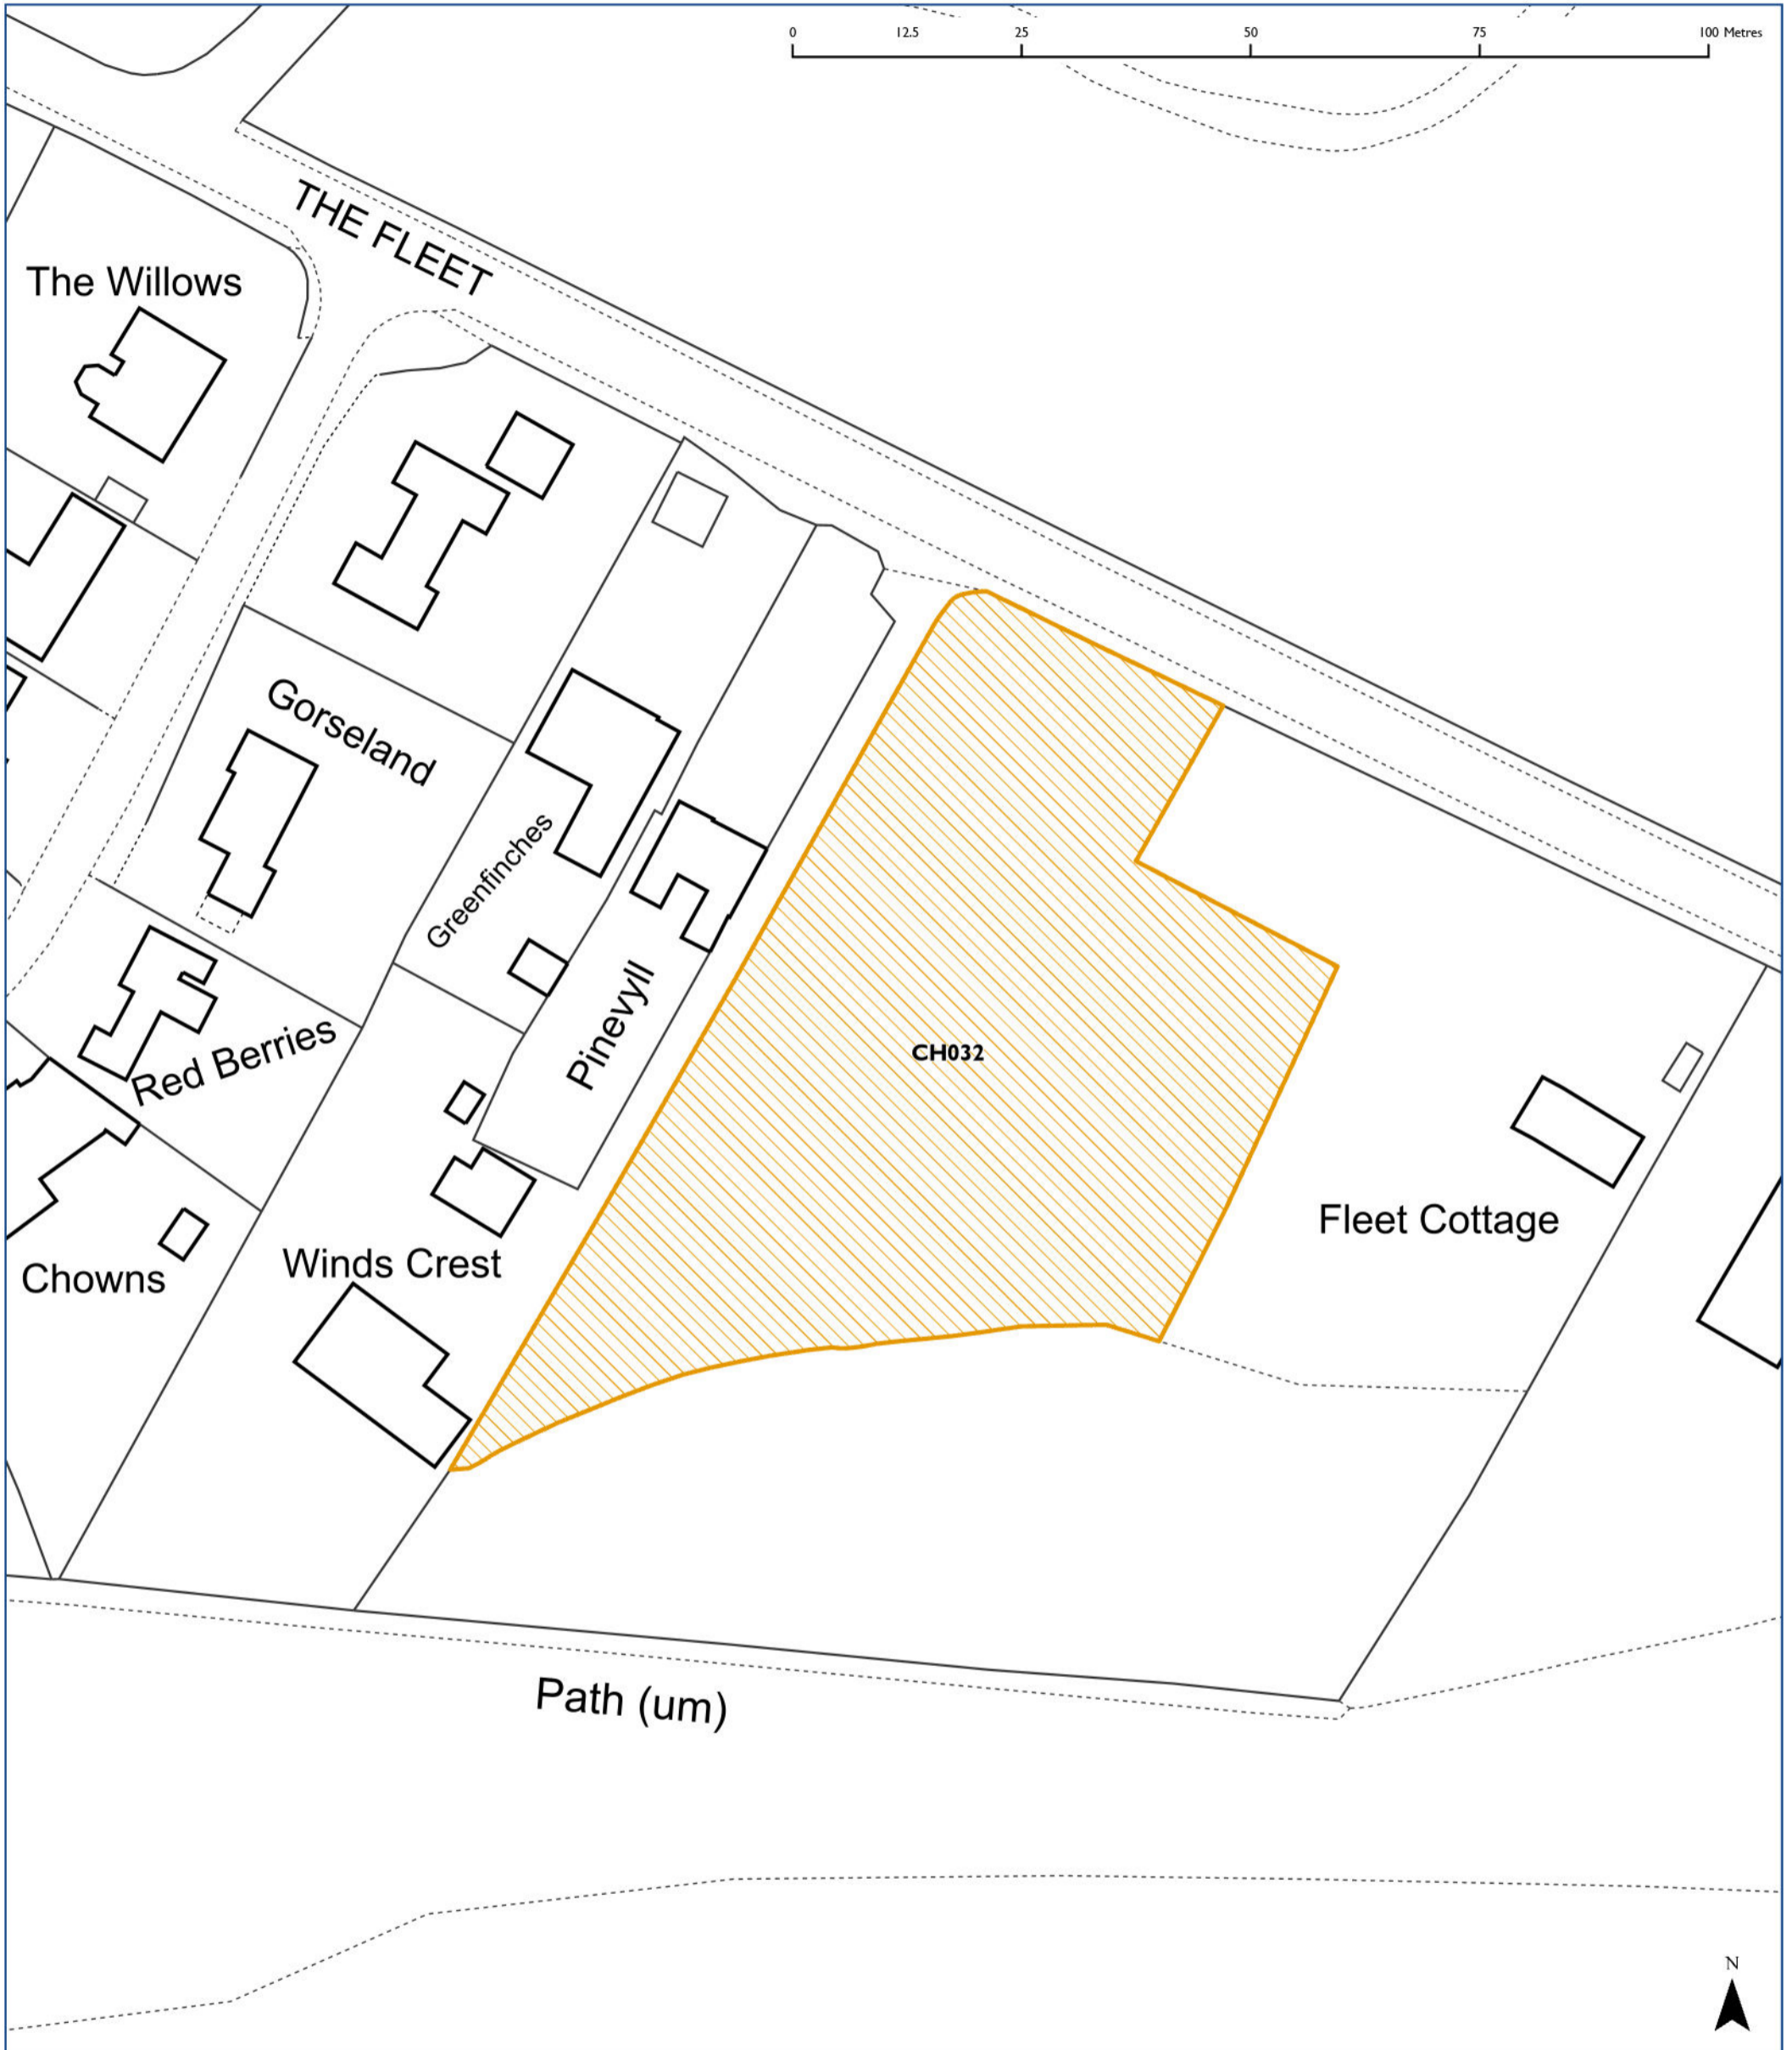 0 12.5 25 50 75 100 Metres
THE FLEET
The Willows
Gorseland
Greenfinches
Pinevyll
Red Berries
CH032
Fleet Cottage
Winds Crest
Chowns
Path (um)
N